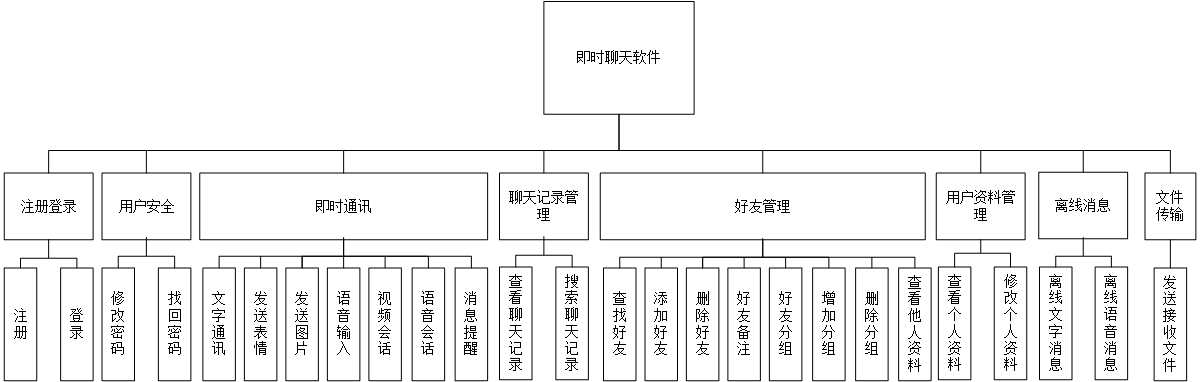 即时聊天软件
注册登录
用户安全
即时通讯
聊天记录管
理
好友管理
用户资料管
理
离线消息
文件
传输
注册
登录
修改密码
找回密码
文字通讯
发送表情
发送图片
语音输入
视频会话
语音会话
消息提醒
查看聊天记录
搜索聊天记录
查找好友
添加好友
删除好友
好友备注
好友分组
增加分组
删除分组
查看他人资料
查看个人资料
修改个人资料
离线文字消息
离线语音消息
发送接收文件